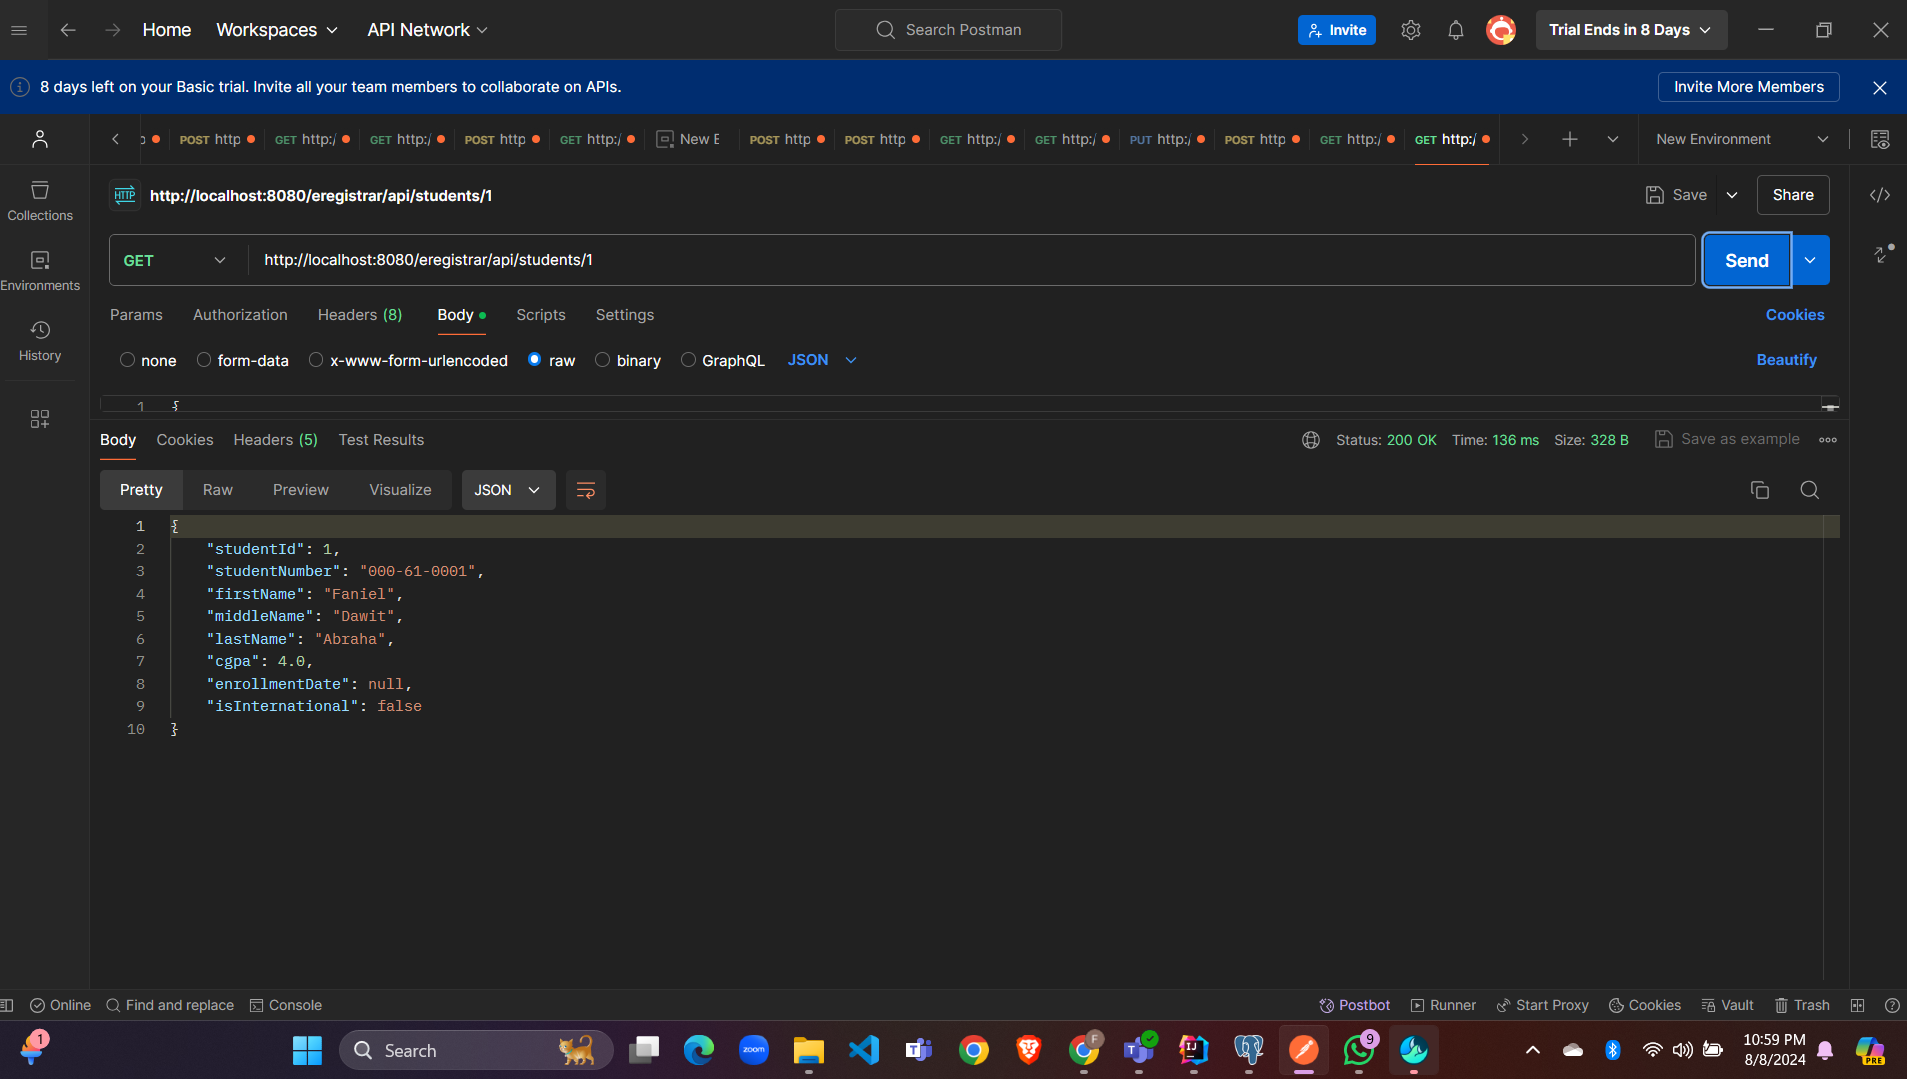 Home Workspaces API Network Search Postman Invite Trial Ends in 8 Days
8 days left on your Basic trial. Invite all your team members to collaborate on APIs. Invite More Members
POST http GET http:/ GET http:/ POST http GET http:/ New E POST http POST http GET http:/ GET http:/ PUT http:/ POST http GET http:/ GET http:/ New Environment
HTTP http://localhost:8080/eregistrar/api/students/1 Save Share
Collections
GET http://localhost:8080/eregistrar/api/students/1 Send
Environments
Params Authorization Headers (8) Body Scripts Settings Cookies
History
none form-data x-www-form-urlencoded raw binary GraphQL JSON Beautify
1 {
Body Cookies Headers (5) Test Results Status: 200 OK Time: 136 ms Size: 328 B Save as example
Pretty Raw Preview Visualize JSON
1 {
2 "studentId": 1,
3 "studentNumber": "000-61-0001",
4 "firstName": "Faniel",
5 "middleName": "Dawit",
6 "lastName": "Abraha",
7 "cgpa": 4.0,
8 "enrollmentDate": null,
9 "isInternational": false
10 }
Online Find and replace Console Postbot Runner Start Proxy Cookies Vault Trash
1 Search zoom F 9 10:59 PM
8/8/2024 PRE